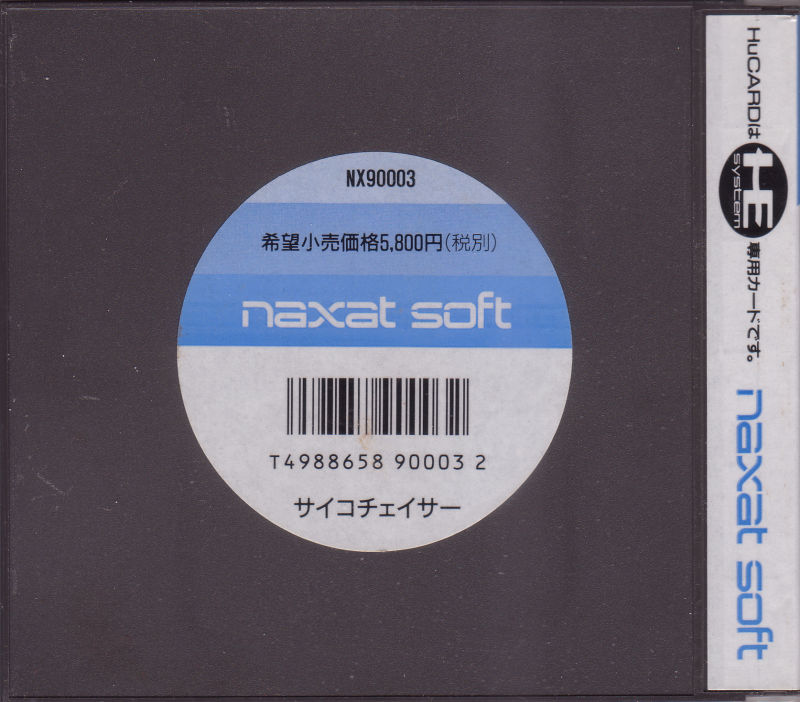 NX90003
希望小売価格5,800円(税別)
naxat soft
T4988658 90003 2
サイコチェイサー
HuCARDは HE system 専用カードです。
naxat soft